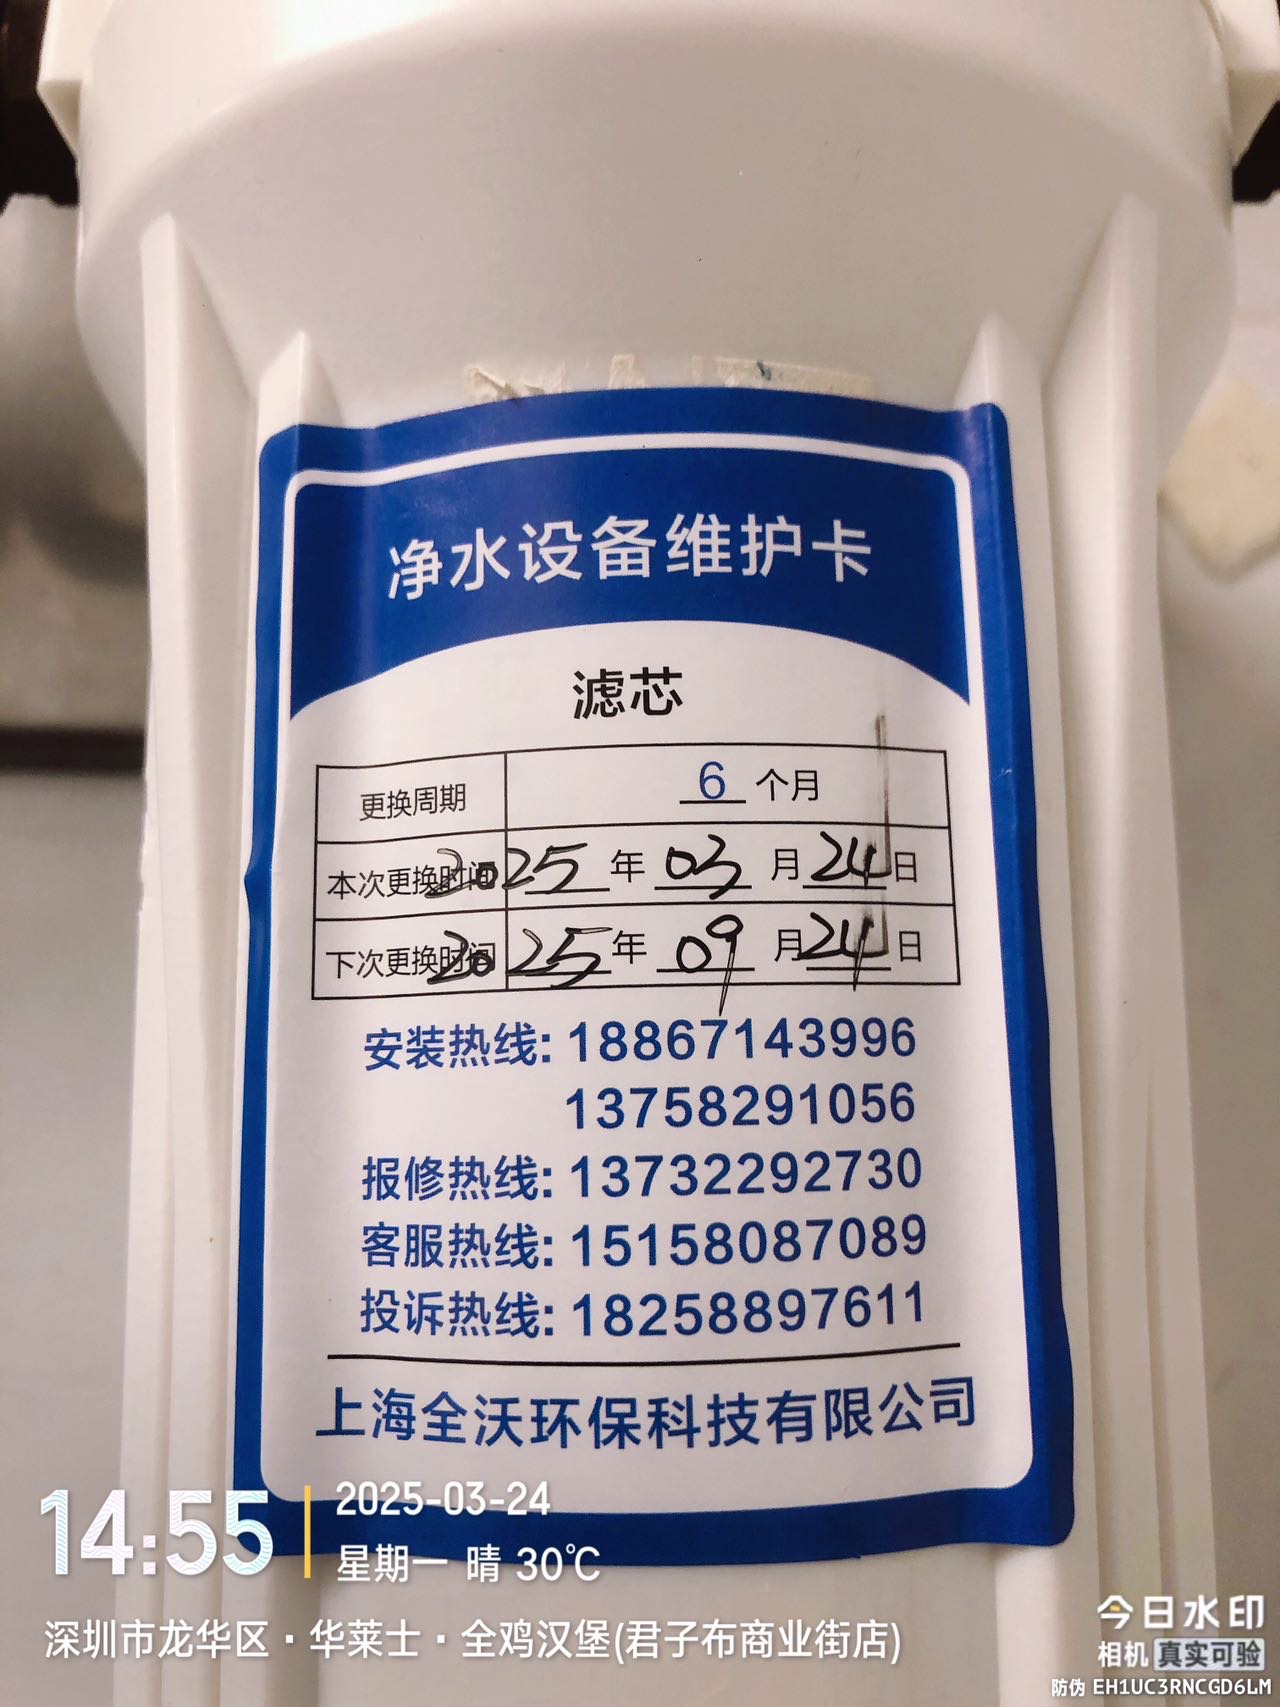 净水设备维护卡
滤芯
更换周期 6 个月
本次更换时间 2025 年 03 月 24 日
下次更换时间 2025 年 09 月 24 日
安装热线: 18867143996
13758291056
报修热线: 13732292730
客服热线: 15158087089
投诉热线: 18258897611
上海全沃环保科技有限公司
14:55 2025-03-24
星期一 晴 30℃
深圳市龙华区·华莱士·全鸡汉堡(君子布商业街店)
今日水印
相机 真实可验
防伪 EH1UC3RNCGD6LM